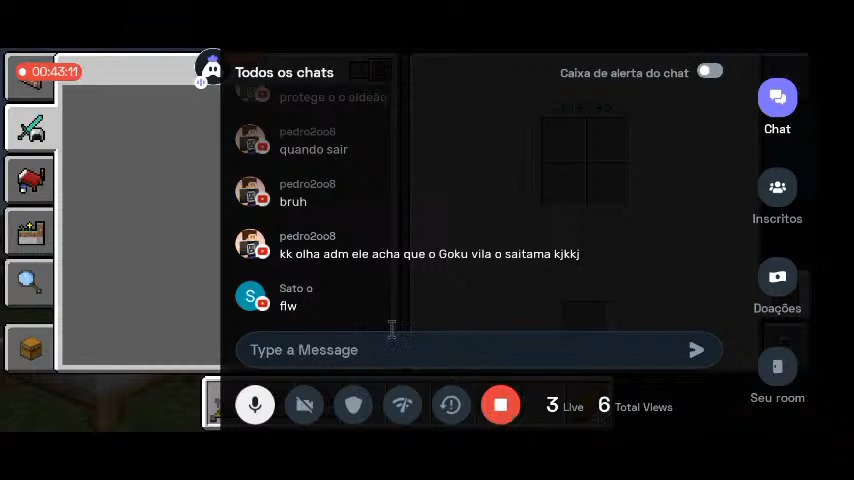 00:43:11
Todos os chats
Caixa de alerta do chat
protege o o aldeão
pedro2oo8
quando sair
Chat
pedro2oo8
bruh
Inscritos
pedro2oo8
kk olha adm ele acha que o Goku vila o saitama kjkkj
S
Sato o
flw
Doações
Type a Message
Seu room
3 Live 6 Total Views